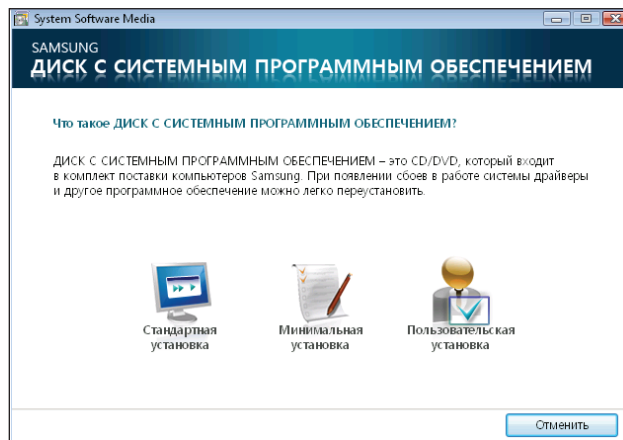 System Software Media
SAMSUNG
ДИСК С СИСТЕМНЫМ ПРОГРАММНЫМ ОБЕСПЕЧЕНИЕМ
Что такое ДИСК С СИСТЕМНЫМ ПРОГРАММНЫМ ОБЕСПЕЧЕНИЕМ?
ДИСК С СИСТЕМНЫМ ПРОГРАММНЫМ ОБЕСПЕЧЕНИЕМ – это CD/DVD, который входит
в комплект поставки компьютеров Samsung. При появлении сбоев в работе системы драйверы
и другое программное обеспечение можно легко переустановить.
Стандартная
установка
Минимальная
установка
Пользовательская
установка
Отменить